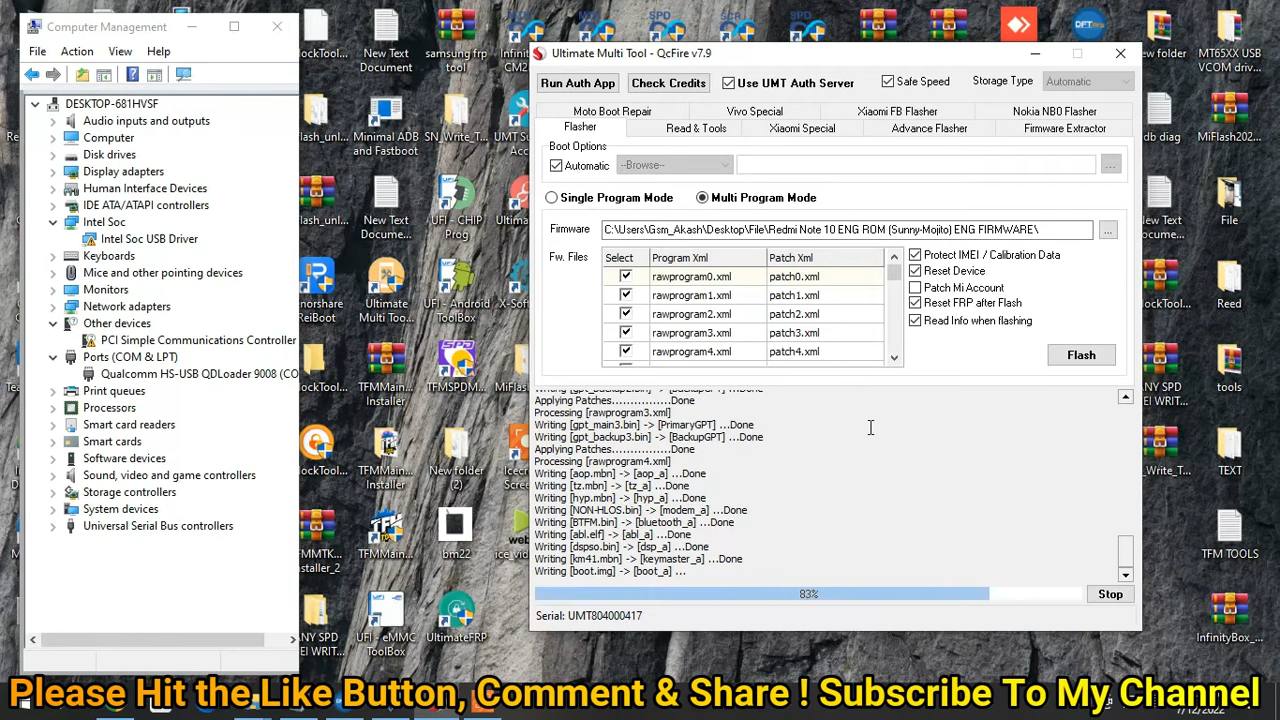 Computer Management
File Action View Help
DESKTOP-681HVSF
Audio inputs and outputs
Computer
Disk drives
Display adapters
Human Interface Devices
IDE ATA/ATAPI controllers
Intel Soc
Intel Soc USB Driver
Keyboards
Mice and other pointing devices
Monitors
Network adapters
Other devices
PCI Simple Communications Controller
Ports (COM & LPT)
Qualcomm HS-USB QDLoader 9008 (CO
Print queues
Processors
Smart card readers
Smart cards
Software devices
Sound, video and game controllers
Storage controllers
System devices
Universal Serial Bus controllers
New Text
Document
samsung frp
tool
Minimal ADB
and Fastboot
New Text
Docume...
UFI - CHIP
Prog
Ultimate
Multi Too...
UFI - Android
ToolBox
TFMMain...
Installer
TFMSPDM...
TFMMain...
Installer
New folder
(2)
TFMMain...
bm22
UFI - eMMC
ToolBox
UltimateFRP
Ultimate Multi Tool - QcFire v7.9
Run Auth App
Check Credits
Use UMT Auth Server
Safe Speed
Storage Type
Automatic
Moto Boot Repair
Vivo Special
Xiaomi Flasher
Nokia NB0 Flasher
Flasher
Xiaomi Special
Advance Flasher
Firmware Extractor
Boot Options
Automatic
--Browse--
...
Single Program Mode
Multi Program Mode
Firmware
C:\Users\Gsm_Akash\Desktop\File\Redmi Note 10 ENG ROM (Sunny-Mojito) ENG FIRMWARE\
...
Fw. Files
Select Program Xml Patch Xml
rawprogram0.xml patch0.xml
rawprogram1.xml patch1.xml
rawprogram2.xml patch2.xml
rawprogram3.xml patch3.xml
rawprogram4.xml patch4.xml
Protect IMEI / Calibration Data
Reset Device
Patch Mi Account
Reset FRP after Flash
Read Info when flashing
Flash
Writing [gpt_backup2.bin] -> [BackupGPT] ...Done
Applying Patches...............Done
Processing [rawprogram3.xml]
Writing [gpt_main3.bin] -> [PrimaryGPT] ...Done
Writing [gpt_backup3.bin] -> [BackupGPT] ...Done
Applying Patches...............Done
Processing [rawprogram4.xml]
Writing [aop.mbn] -> [aop_a] ...Done
Writing [tz.mbn] -> [tz_a] ...Done
Writing [hyp.mbn] -> [hyp_a] ...Done
Writing [NON-HLOS.bin] -> [modem_a] ...Done
Writing [BTFM.bin] -> [bluetooth_a] ...Done
Writing [abl.elf] -> [abl_a] ...Done
Writing [dspso.bin] -> [dsp_a] ...Done
Writing [km41.mbn] -> [keymaster_a] ...Done
Writing [boot.img] -> [boot_a] ...
83%
Stop
Serial: UMT804000417
MT65XX USB
VCOM driv...
MiFlash202...
File
Reed
tools
TEXT
TFM TOOLS
InfinityBox_...
7/12/2022
Please Hit the Like Button, Comment & Share ! Subscribe To My Channel